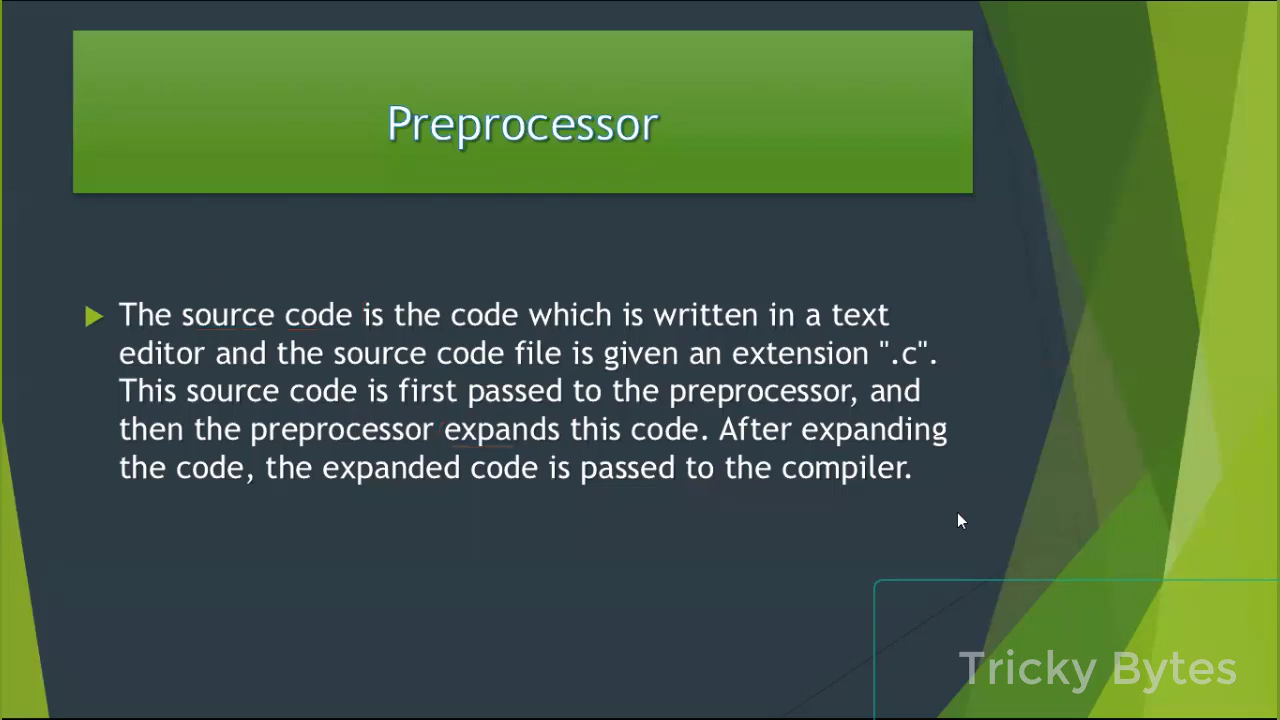 Preprocessor
The source code is the code which is written in a text
editor and the source code file is given an extension ".c".
This source code is first passed to the preprocessor, and
then the preprocessor expands this code. After expanding
the code, the expanded code is passed to the compiler.
Tricky Bytes